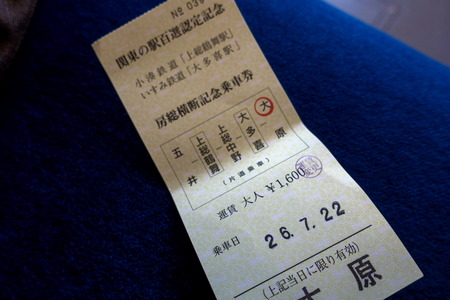 № 039
関東の駅百選認定記念
小湊鉄道「上総鶴舞駅」
いすみ鉄道「大多喜駅」
房総横断記念乗車券
大
五井―上総鶴舞―上総中野―大多喜―大原
(片道乗車)
運賃 大人 ¥1,600
乗車日 26.7.22
(上記当日に限り有効)
大原